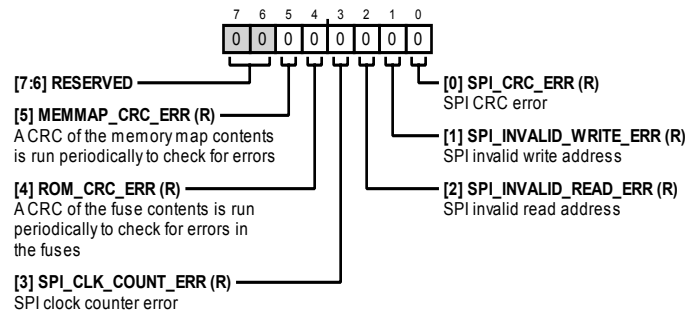 7 6 5 4 3 2 1 0
0 0 0 0 0 0 0 0
[7:6] RESERVED
[5] MEMMAP_CRC_ERR (R)
A CRC of the memory map contents
is run periodically to check for errors
[4] ROM_CRC_ERR (R)
A CRC of the fuse contents is run
periodically to check for errors in
the fuses
[3] SPI_CLK_COUNT_ERR (R)
SPI clock counter error
[0] SPI_CRC_ERR (R)
SPI CRC error
[1] SPI_INVALID_WRITE_ERR (R)
SPI invalid write address
[2] SPI_INVALID_READ_ERR (R)
SPI invalid read address